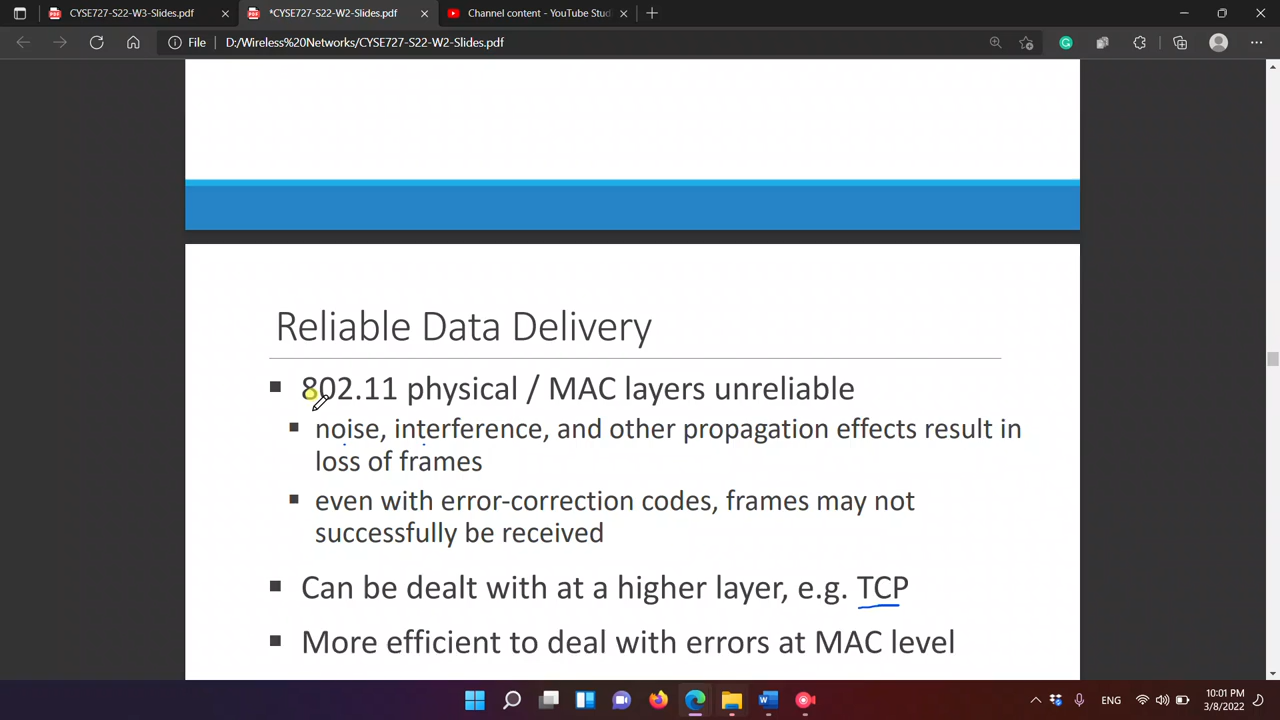 CYSE727-S22-W3-Slides.pdf
*CYSE727-S22-W2-Slides.pdf
Channel content - YouTube Stud
File
D:/Wireless%20Networks/CYSE727-S22-W2-Slides.pdf
Reliable Data Delivery
802.11 physical / MAC layers unreliable
noise, interference, and other propagation effects result in
loss of frames
even with error-correction codes, frames may not
successfully be received
Can be dealt with at a higher layer, e.g. TCP
More efficient to deal with errors at MAC level
ENG
10:01 PM
3/8/2022